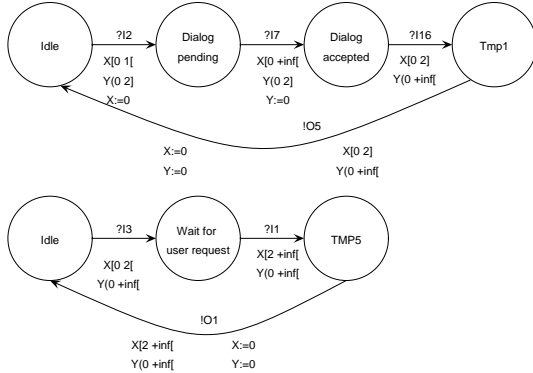 ?I2
?I7
?I16
Idle
Dialog
pending
Dialog
accepted
Tmp1
X[0 1[
Y(0 2]
X:=0
X[0 +inf[
Y(0 2]
Y:=0
X[0 2]
Y(0 +inf[
!O5
X:=0
Y:=0
X[0 2]
Y(0 +inf[
?I3
?I1
Idle
Wait for
user request
TMP5
X[0 2[
Y(0 +inf[
X[2 +inf[
Y(0 +inf[
!O1
X[2 +inf[
Y(0 +inf[
X:=0
Y:=0